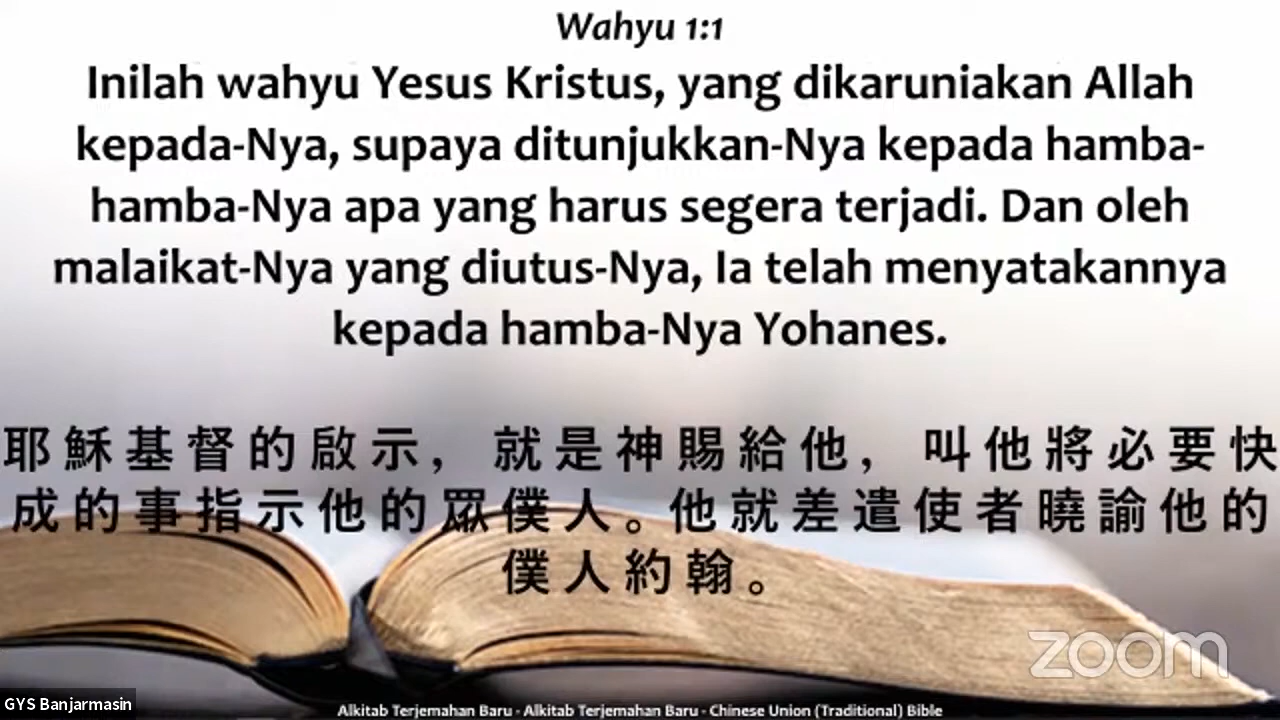 Wahyu 1:1
Inilah wahyu Yesus Kristus, yang dikaruniakan Allah
kepada-Nya, supaya ditunjukkan-Nya kepada hamba-
hamba-Nya apa yang harus segera terjadi. Dan oleh
malaikat-Nya yang diutus-Nya, Ia telah menyatakannya
kepada hamba-Nya Yohanes.
耶穌基督的啟示，就是神賜給他，叫他將必要快
成的事指示他的眾僕人。他就差遣使者曉諭他的
僕人約翰。
zoom
GYS Banjarmasin
Alkitab Terjemahan Baru - Alkitab Terjemahan Baru - Chinese Union (Traditional) Bible